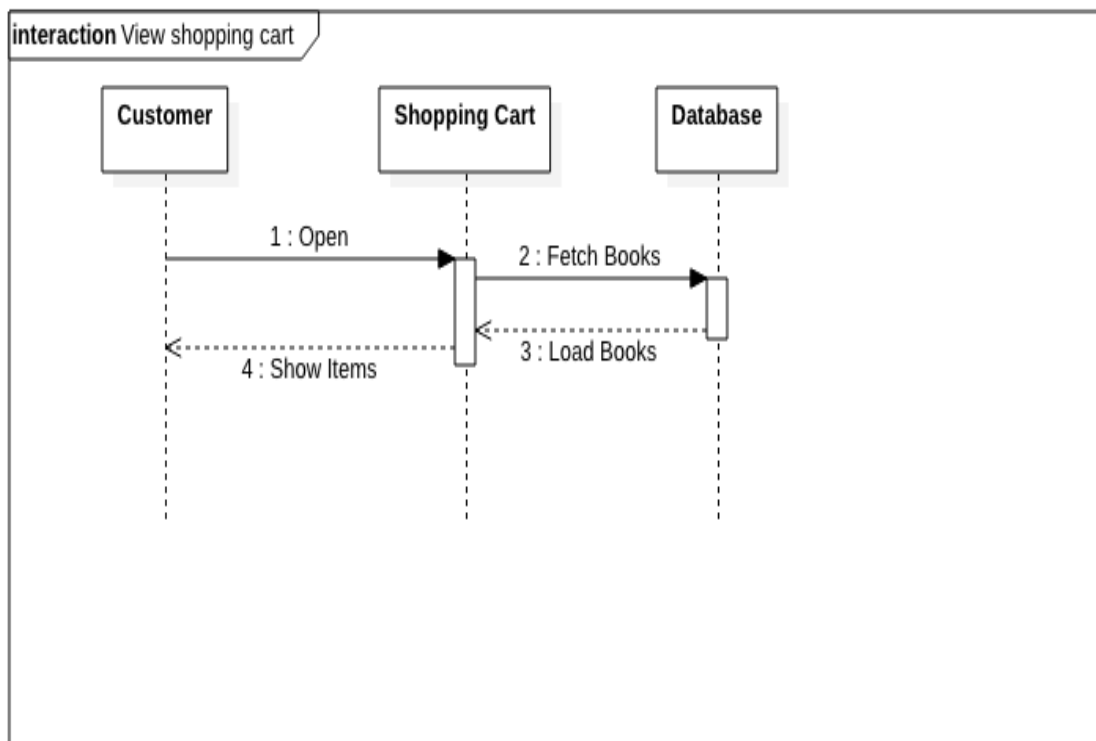 interaction View shopping cart
Customer
Shopping Cart
Database
1 : Open
2 : Fetch Books
3 : Load Books
4 : Show Items